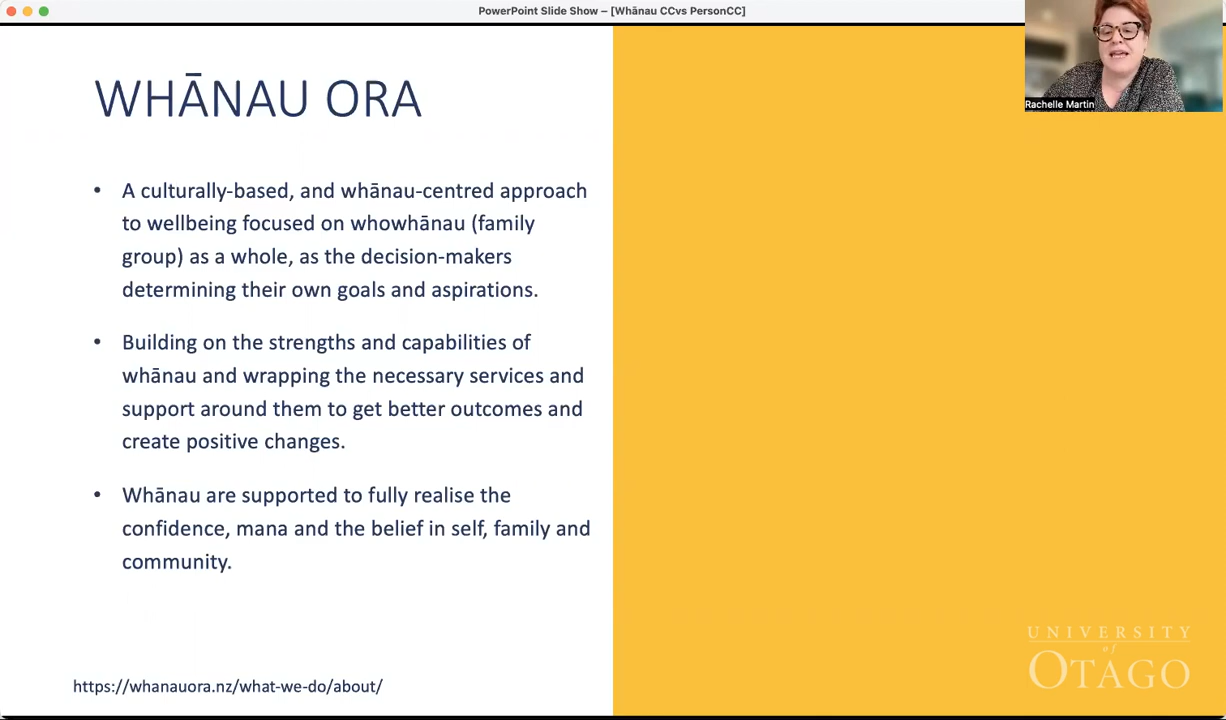 PowerPoint Slide Show – [Whānau CCvs PersonCC]
Rachelle Martin
WHĀNAU ORA
• A culturally-based, and whānau-centred approach
to wellbeing focused on whowhānau (family
group) as a whole, as the decision-makers
determining their own goals and aspirations.
• Building on the strengths and capabilities of
whānau and wrapping the necessary services and
support around them to get better outcomes and
create positive changes.
• Whānau are supported to fully realise the
confidence, mana and the belief in self, family and
community.
https://whanauora.nz/what-we-do/about/
UNIVERSITY
of
OTAGO